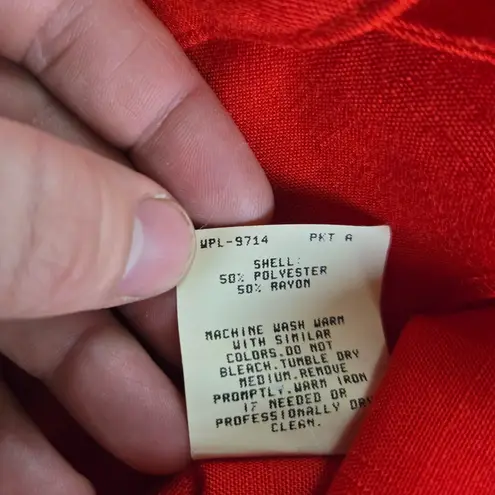 WPL-9714 PKT A
SHELL:
50% POLYESTER
50% RAYON
MACHINE WASH WARM
WITH SIMILAR
COLORS.DO NOT
BLEACH.TUMBLE DRY
MEDIUM.REMOVE
PROMPTLY.WARM IRON
IF NEEDED OR
PROFESSIONALLY DRY
CLEAN.